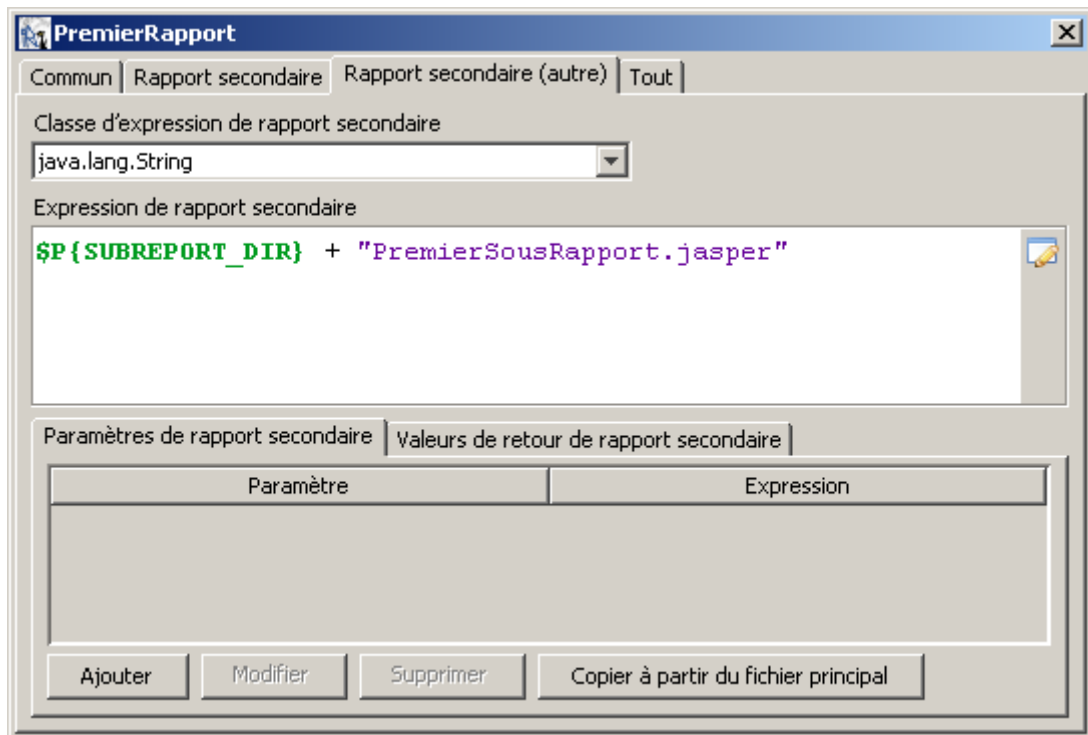 PremierRapport
Commun Rapport secondaire Rapport secondaire (autre) Tout
Classe d'expression de rapport secondaire
java.lang.String
Expression de rapport secondaire
$P{SUBREPORT_DIR} + "PremierSousRapport.jasper"
Paramètres de rapport secondaire Valeurs de retour de rapport secondaire
Paramètre Expression
Ajouter Modifier Supprimer Copier à partir du fichier principal